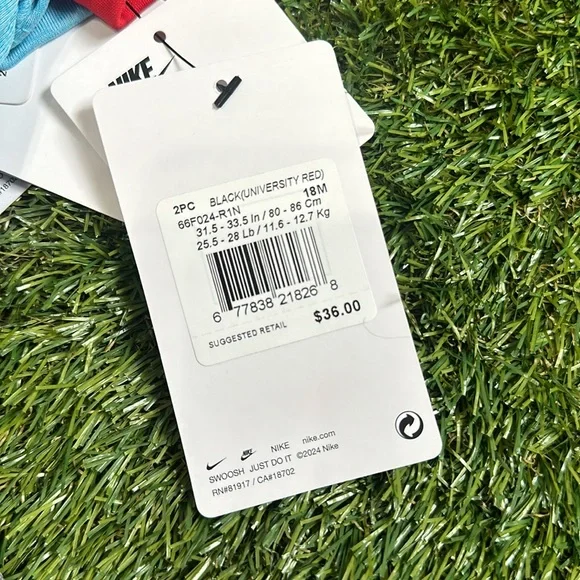 NIKE
2PC BLACK(UNIVERSITY RED)
66F024-R1N 18M
31.5 - 33.5 In / 80 - 86 Cm
25.5 - 28 Lb / 11.6 - 12.7 Kg
6 77838 21826 8
SUGGESTED RETAIL $36.00
NIKE nike.com
SWOOSH JUST DO IT ©2024 Nike
RN#81917 / CA#18702